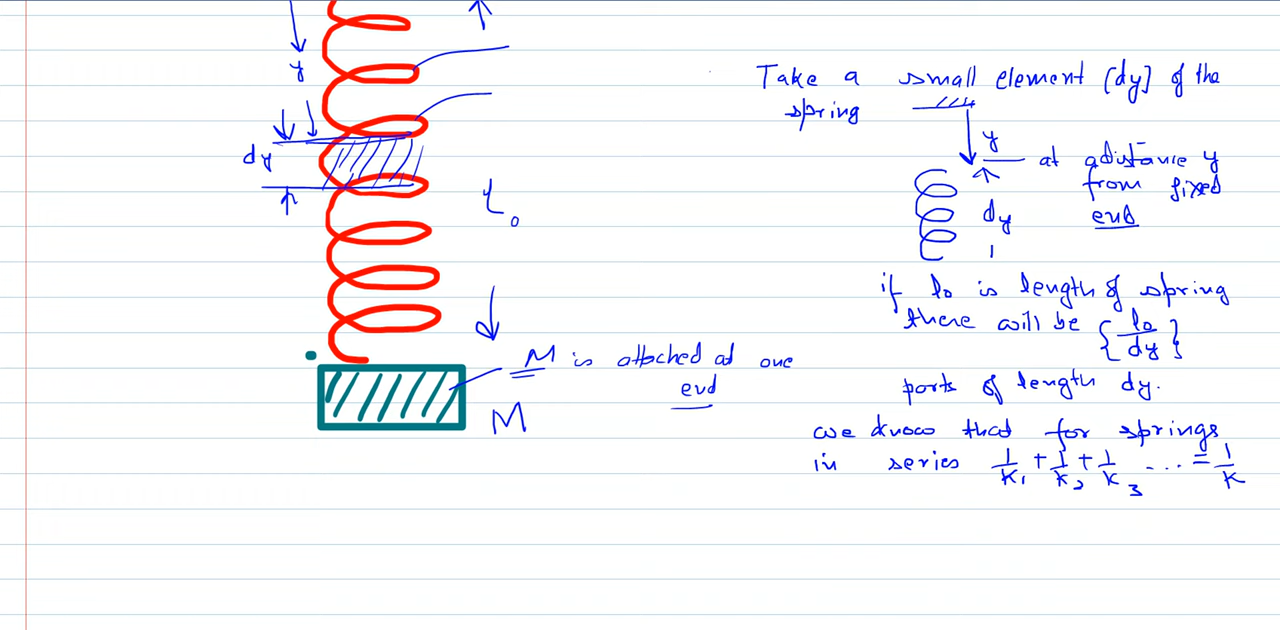 y
dy
l₀
M is attached at one
end
M
Take a small element (dy) of the
spring
y at a distance y
from fixed
dy end
if lo is length of spring
there will be {lo/dy}
parts of length dy.
we know that for springs
in series 1/K₁ + 1/K₂ + 1/K₃ ... = 1/K